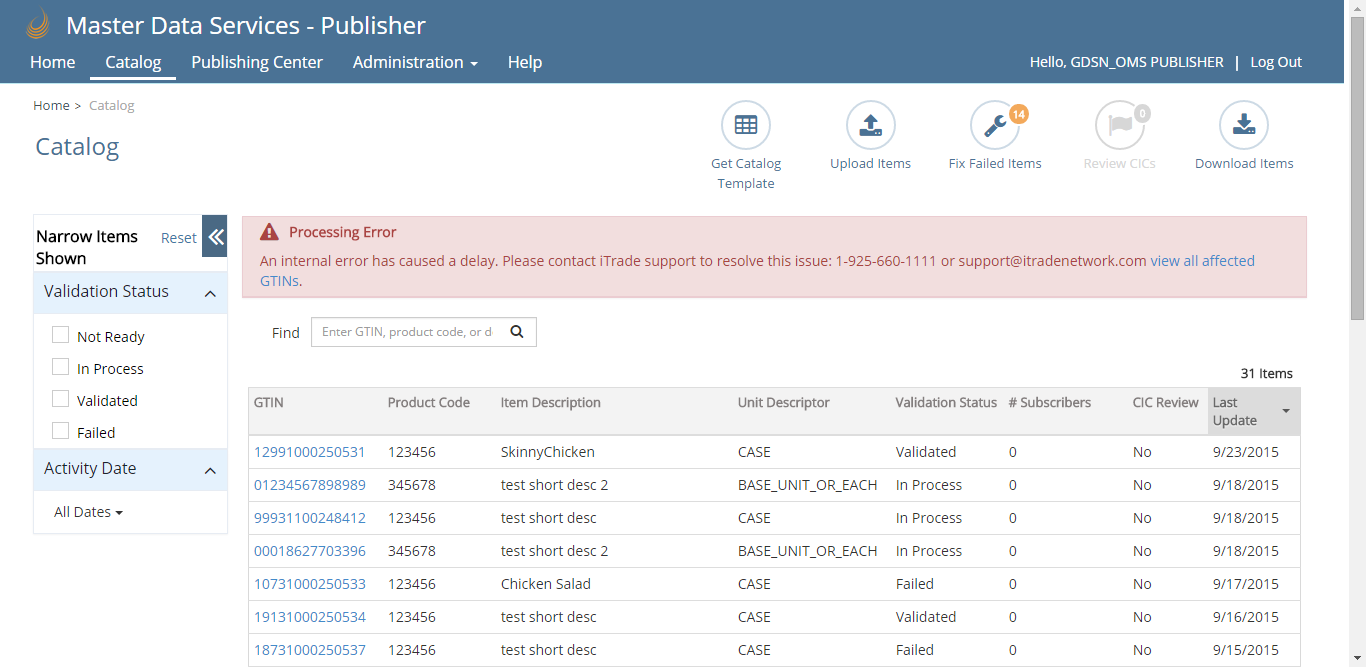 Master Data Services - Publisher
Home Catalog Publishing Center Administration Help Hello, GDSN_OMS PUBLISHER | Log Out
Home > Catalog
Catalog
Get Catalog
Template
Upload Items
14
Fix Failed Items
0
Review CICs
Download Items
Narrow Items
Shown
Reset
Validation Status
Not Ready
In Process
Validated
Failed
Activity Date
All Dates
Processing Error
An internal error has caused a delay. Please contact iTrade support to resolve this issue: 1-925-660-1111 or support@itradenetwork.com view all affected
GTINs.
Find Enter GTIN, product code, or d
31 Items
GTIN Product Code Item Description Unit Descriptor Validation Status # Subscribers CIC Review Last
Update
12991000250531 123456 SkinnyChicken CASE Validated 0 No 9/23/2015
01234567898989 345678 test short desc 2 BASE_UNIT_OR_EACH In Process 0 No 9/18/2015
99931100248412 123456 test short desc CASE In Process 0 No 9/18/2015
00018627703396 345678 test short desc 2 BASE_UNIT_OR_EACH In Process 0 No 9/18/2015
10731000250533 123456 Chicken Salad CASE Failed 0 No 9/17/2015
19131000250534 123456 test short desc CASE Validated 0 No 9/16/2015
18731000250537 123456 test short desc CASE Failed 0 No 9/15/2015